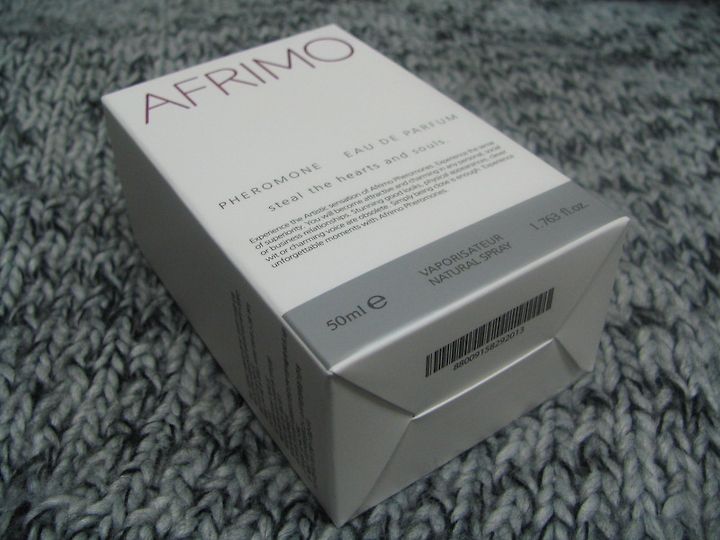 AFRIMO
PHEROMONE EAU DE PARFUM
steal the hearts and souls.
Experience the Artistic sensation of Afrimo Pheromones. Experience the sense
of superiority. You will become attractive and charming in any personal, social
or business relationships. Stunning good looks, physical appearance, clever
wit or charming voice are obsolete. Simply being close is enough. Experience
unforgettable moments with Afrimo Pheromones.
50ml e VAPORISATEUR 1.763 fl.oz.
NATURAL SPRAY
88009158292013